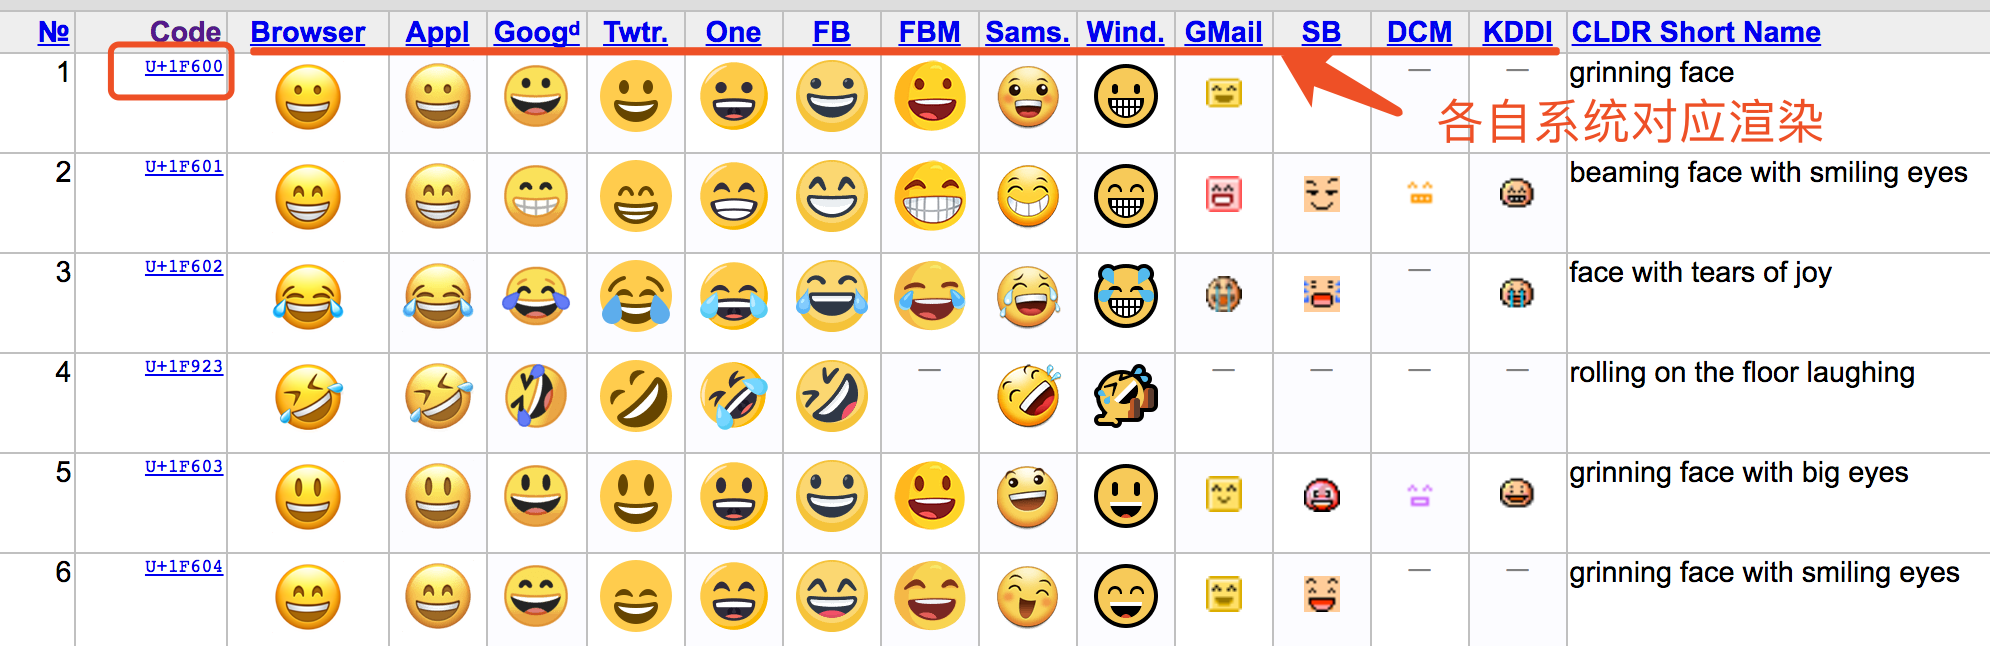 № Code Browser Appl Googᵈ Twtr. One FB FBM Sams. Wind. GMail SB DCM KDDI CLDR Short Name
1 U+1F600 — — grinning face
各自系统对应渲染
2 U+1F601 beaming face with smiling eyes
3 U+1F602 — face with tears of joy
4 U+1F923 — — — — — rolling on the floor laughing
5 U+1F603 grinning face with big eyes
6 U+1F604 — — grinning face with smiling eyes